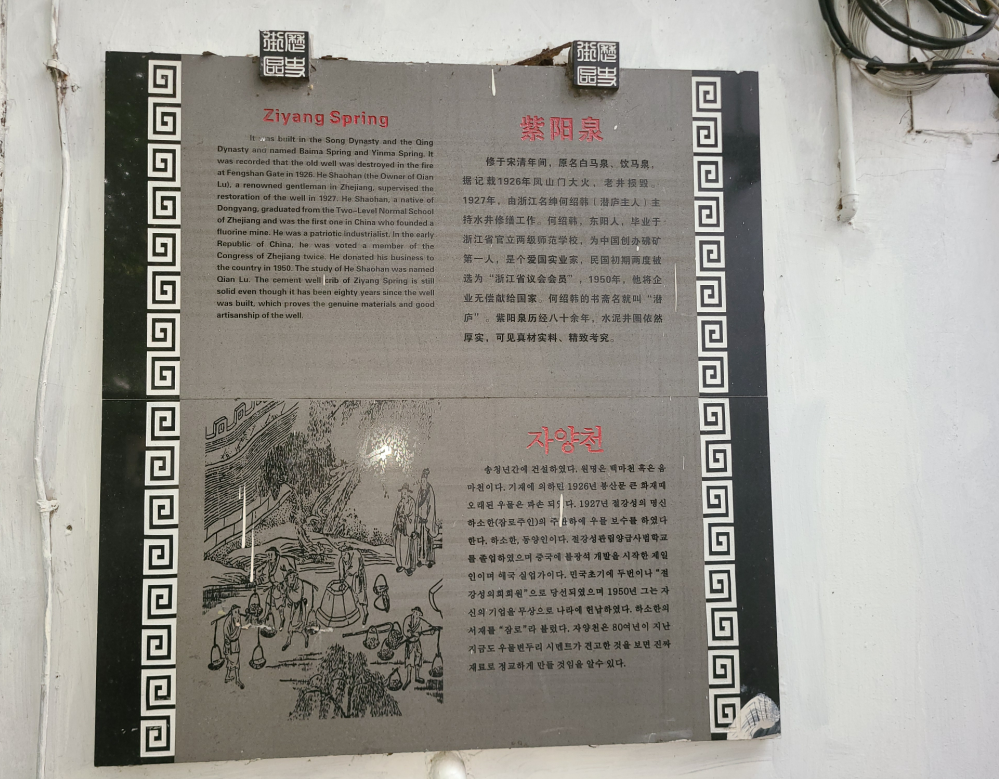 历史街区
历史街区
Ziyang Spring
It was built in the Song Dynasty and the Qing
Dynasty and named Baima Spring and Yinma Spring. It
was recorded that the old well was destroyed in the fire
at Fengshan Gate in 1926. He Shaohan (the Owner of Qian
Lu), a renowned gentleman in Zhejiang, supervised the
restoration of the well in 1927. He Shaohan, a native of
Dongyang, graduated from the Two-Level Normal School
of Zhejiang and was the first one in China who founded a
fluorine mine. He was a patriotic industrialist. In the early
Republic of China, he was voted a member of the
Congress of Zhejiang twice. He donated his business to
the country in 1950. The study of He Shaohan was named
Qian Lu. The cement well crib of Ziyang Spring is still
solid even though it has been eighty years since the well
was built, which proves the genuine materials and good
artisanship of the well.
紫阳泉
修于宋清年间，原名白马泉，饮马泉，
据记载1926年凤山门大火，老井损毁。
1927年，由浙江名绅何绍韩（潜庐主人）主
持水井修缮工作。何绍韩，东阳人，毕业于
浙江省官立两级师范学校，为中国创办砩矿
第一人，是个爱国实业家，民国初期两度被
选为“浙江省议会会员”，1950年，他将企
业无偿献给国家。何绍韩的书斋名就叫“潜
庐”。紫阳泉历经八十余年，水泥井圈依然
厚实，可见真材实料、精致考究。
자양천
송청년간에 건설하였다. 원명은 백마천 혹은 음
마천이다. 기재에 의하면 1926년 봉산문 큰 화재때
오래된 우물은 파손 되었다. 1927년 절강성의 명신
하소한(잠로주인)의 주관하에 우물 보수를 하였다
한다. 하소한, 동양인이다. 절강성관립양급사범학교
를 졸업하였으며 중국에 불광석 개발을 시작한 제일
인이며 애국 실업가이다. 민국초기에 두번이나 "절
강성의회회원"으로 당선되였으며 1950년 그는 자
신의 기업을 무상으로 나라에 헌납하였다. 하소한의
서재를 "잠로"라 불렀다. 자양천은 80여년이 지난
지금도 우물변두리 시멘트가 견고한 것을 보면 진짜
재료로 정교하게 만들 것임을 알수 있다.